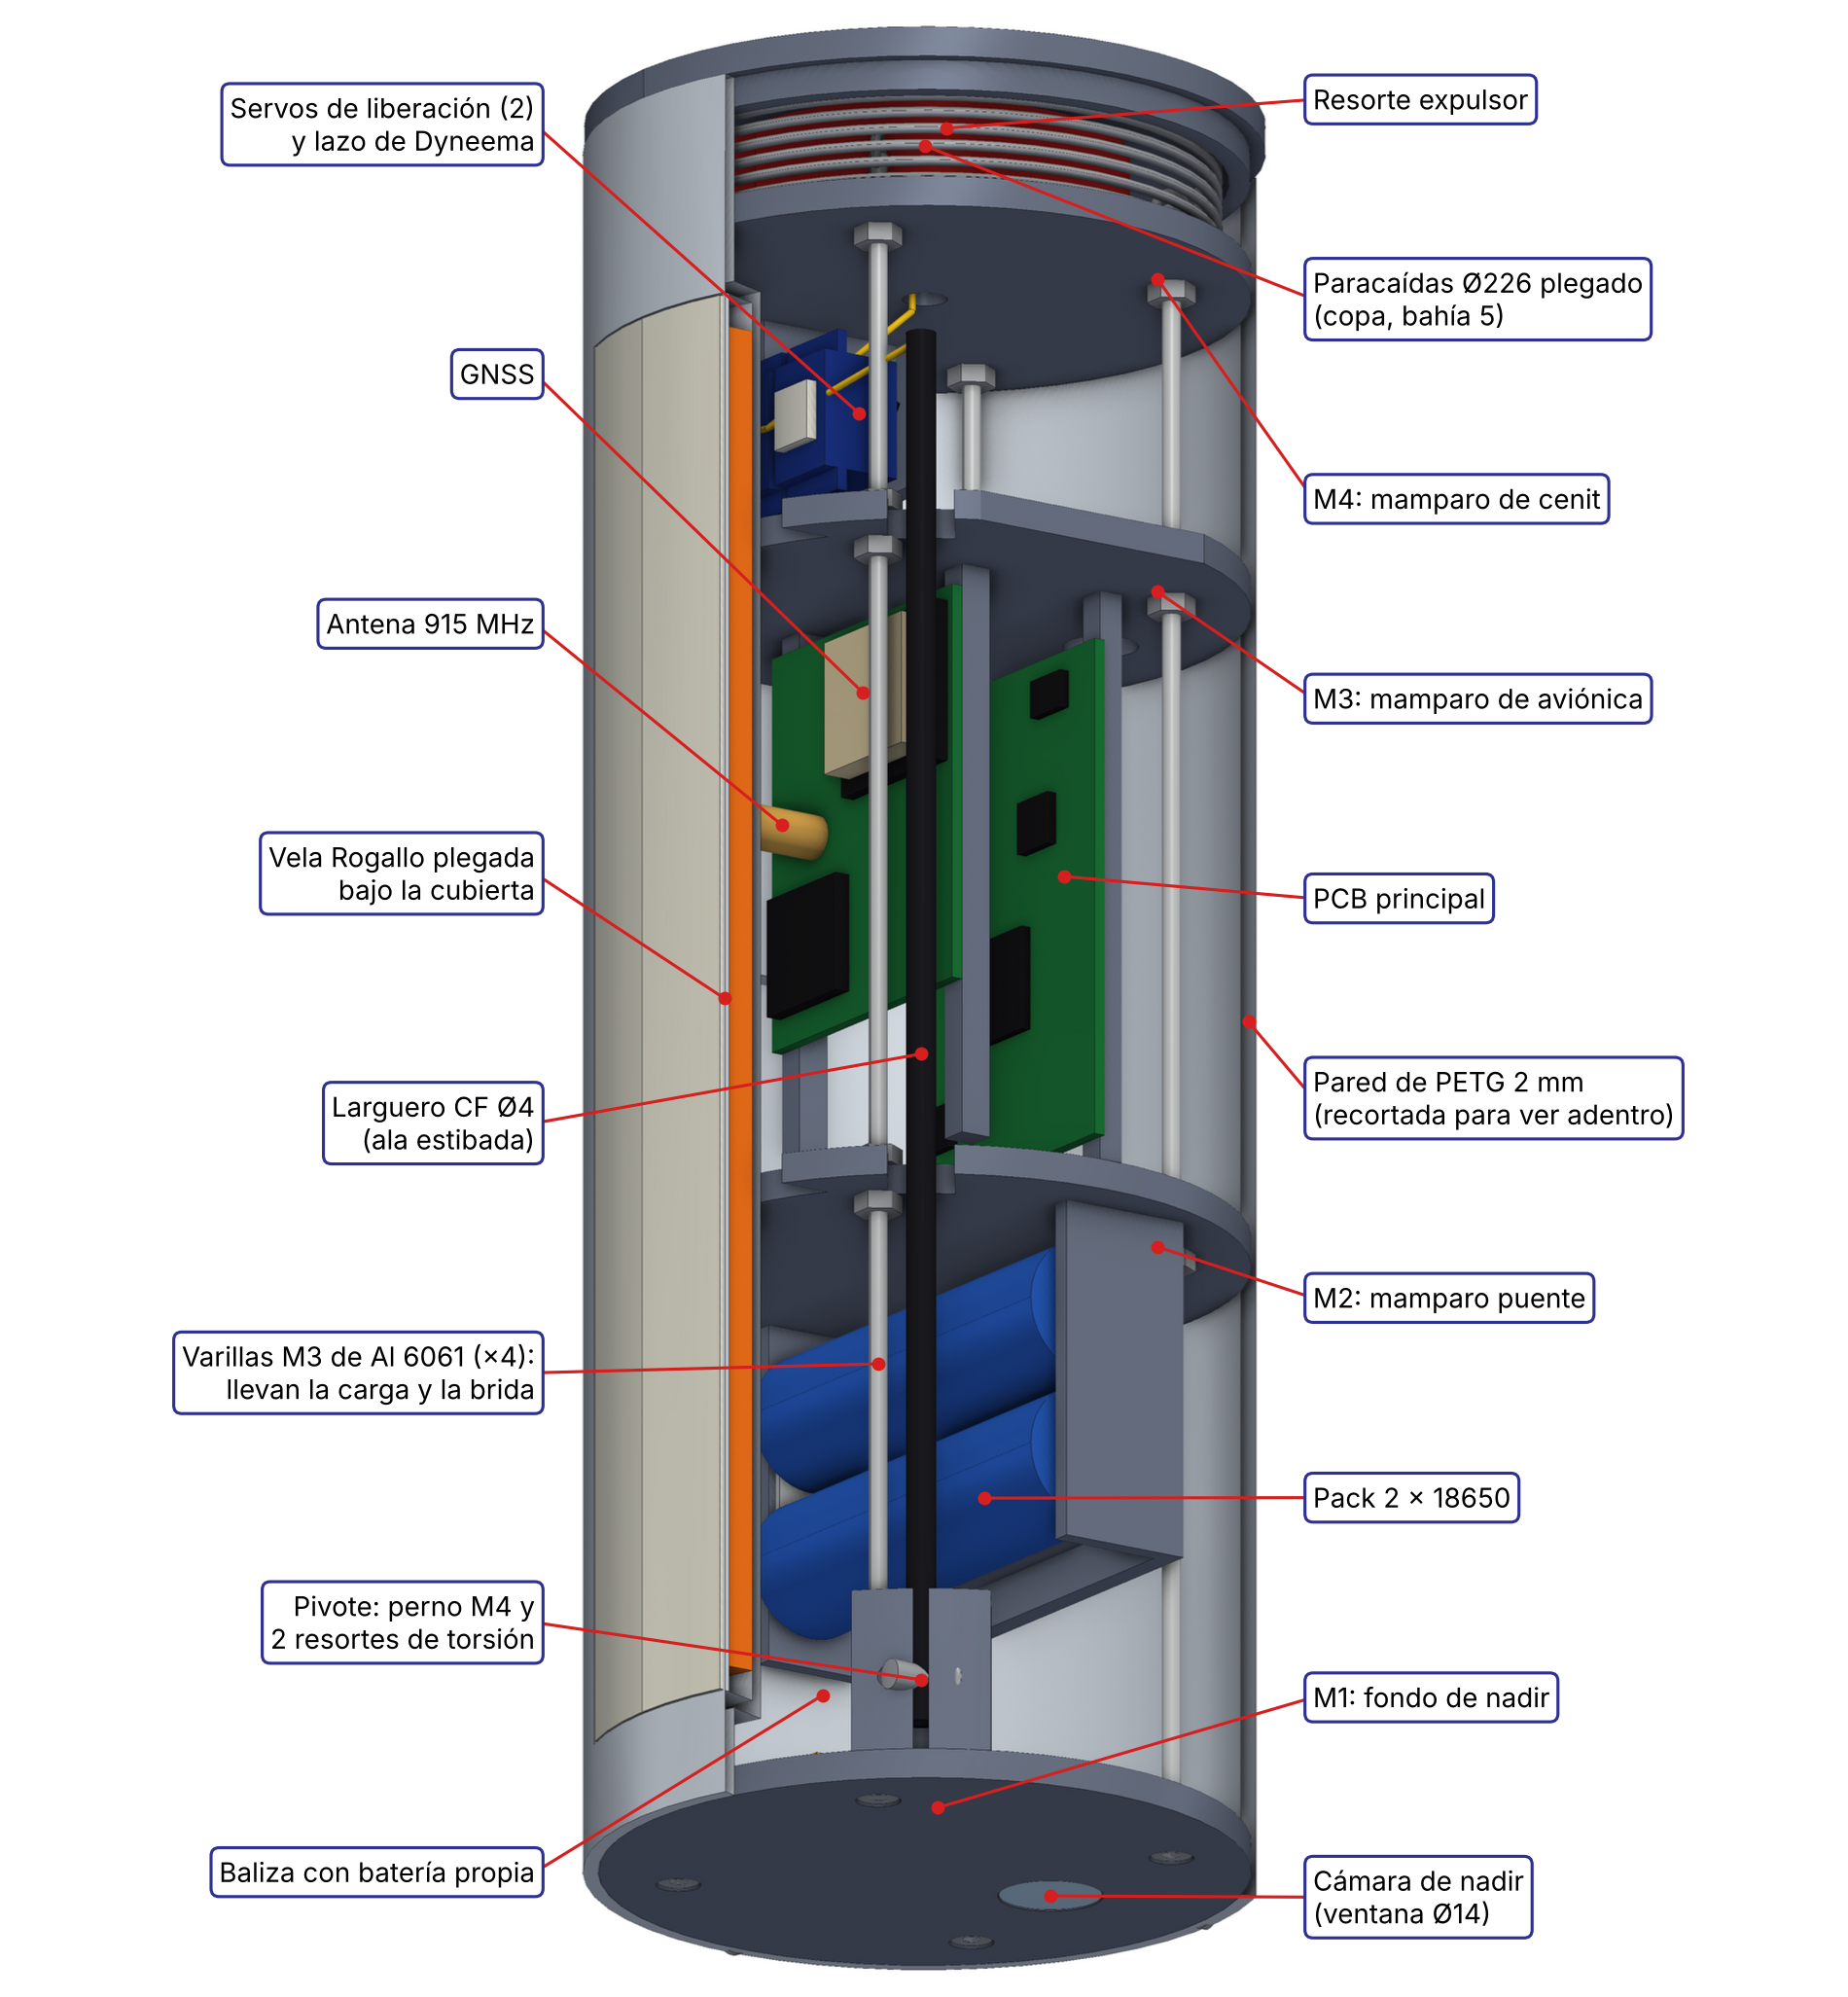 Servos de liberación (2)
y lazo de Dyneema
GNSS
Antena 915 MHz
Vela Rogallo plegada
bajo la cubierta
Larguero CF Ø4
(ala estibada)
Varillas M3 de Al 6061 (×4):
llevan la carga y la brida
Pivote: perno M4 y
2 resortes de torsión
Baliza con batería propia
Resorte expulsor
Paracaídas Ø226 plegado
(copa, bahía 5)
M4: mamparo de cenit
M3: mamparo de aviónica
PCB principal
Pared de PETG 2 mm
(recortada para ver adentro)
M2: mamparo puente
Pack 2 × 18650
M1: fondo de nadir
Cámara de nadir
(ventana Ø14)